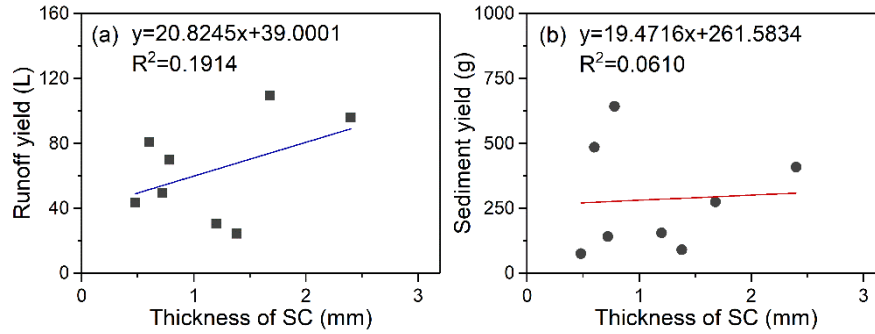 (a) y=20.8245x+39.0001
R²=0.1914
Runoff yield (L)
160
120
80
40
0
0 1 2 3
Thickness of SC (mm)
(b) y=19.4716x+261.5834
R²=0.0610
Sediment yield (g)
1000
750
500
250
0
0 1 2 3
Thickness of SC (mm)